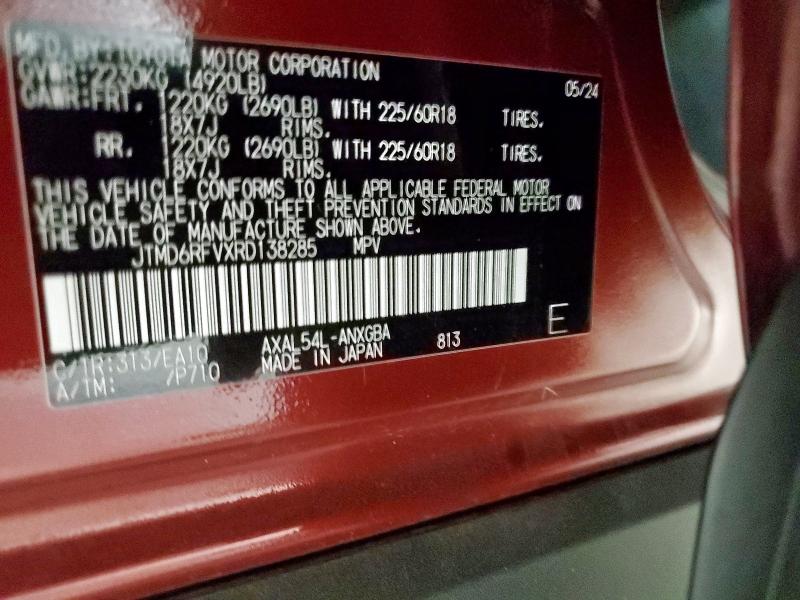 MFD. BY: TOYOTA MOTOR CORPORATION
05/24
GVWR: 2230KG (4920LB)
GAWR: FRT. 1220KG (2690LB) WITH 225/60R18 TIRES.
18X7J RIMS.
RR. 1220KG (2690LB) WITH 225/60R18 TIRES.
18X7J RIMS.
THIS VEHICLE CONFORMS TO ALL APPLICABLE FEDERAL MOTOR
VEHICLE SAFETY AND THEFT PREVENTION STANDARDS IN EFFECT ON
THE DATE OF MANUFACTURE SHOWN ABOVE.
JTMD6RFVXRD138285 MPV
C/TR: 313/EA10 AXAL54L-ANXGBA 813 E
A/TM: /P710 MADE IN JAPAN